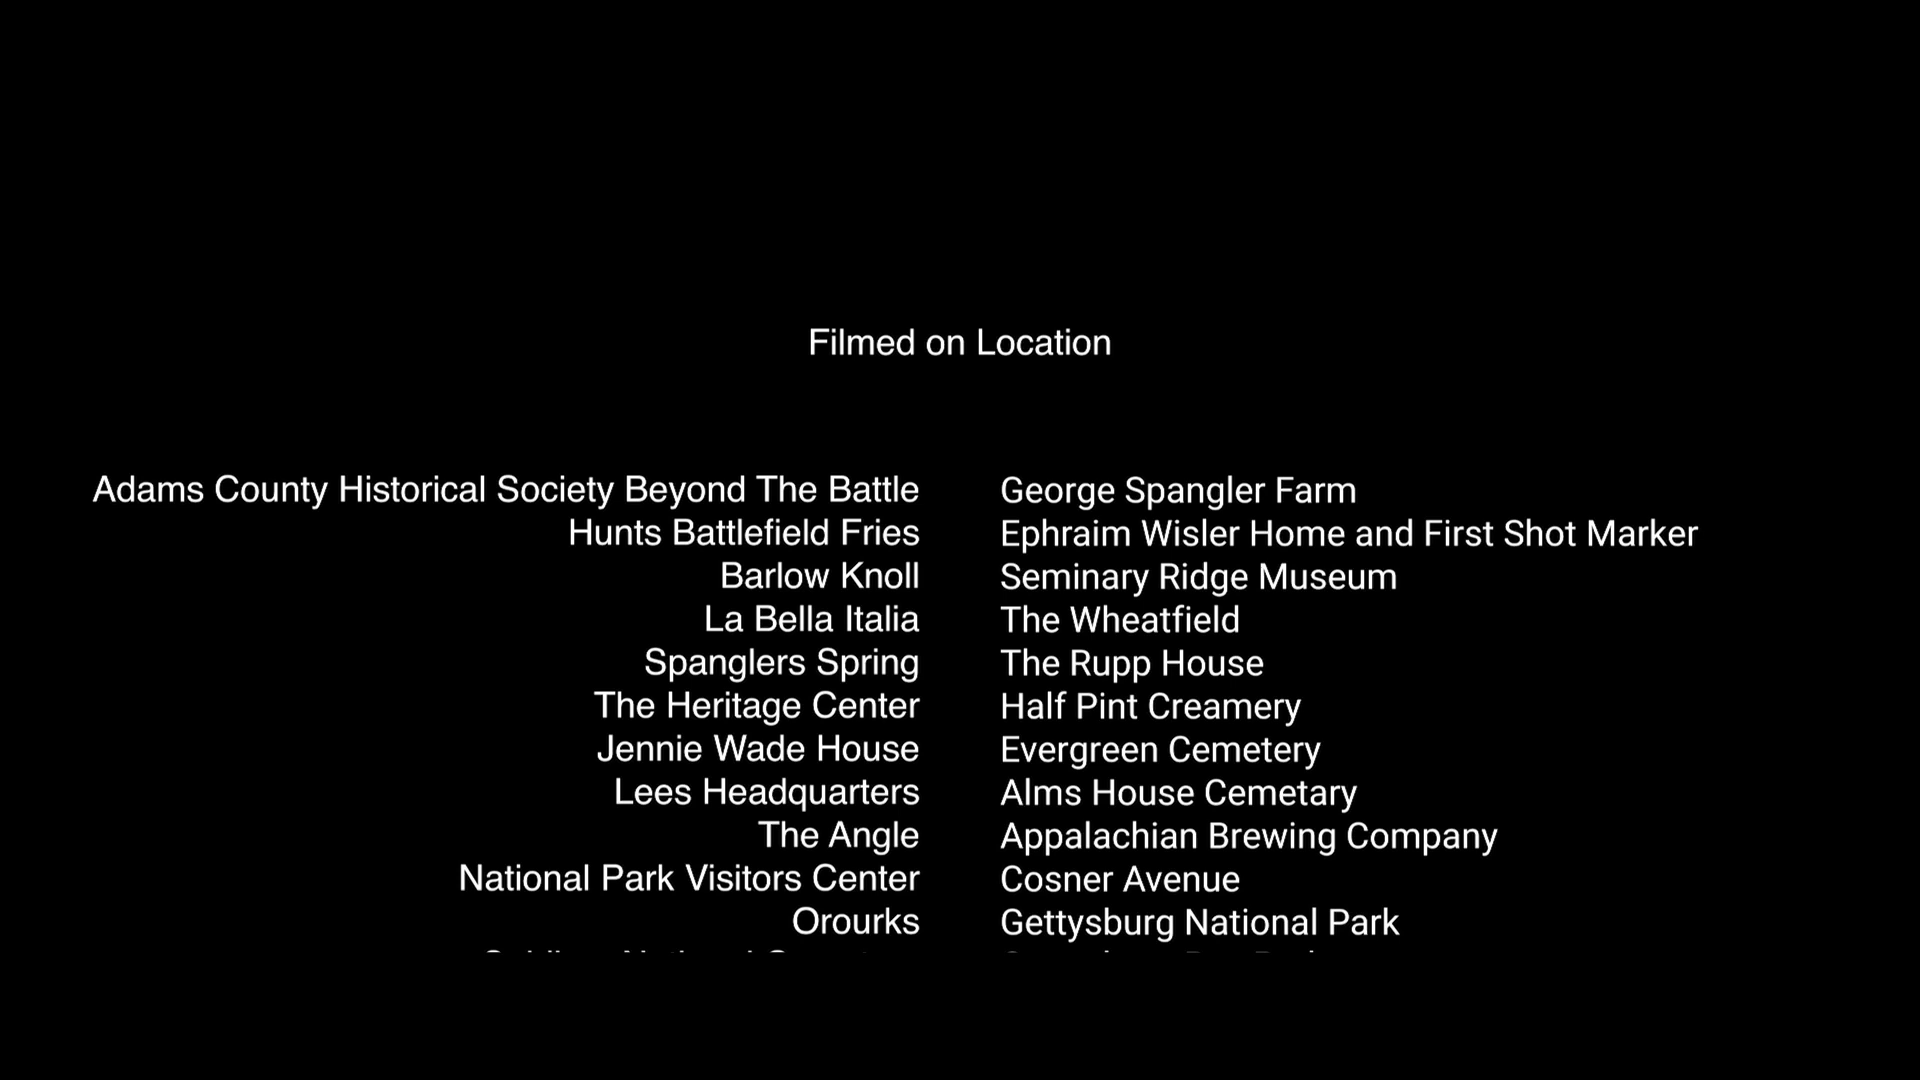 Filmed on Location
Adams County Historical Society Beyond The Battle
Hunts Battlefield Fries
Barlow Knoll
La Bella Italia
Spanglers Spring
The Heritage Center
Jennie Wade House
Lees Headquarters
The Angle
National Park Visitors Center
Orourks
George Spangler Farm
Ephraim Wisler Home and First Shot Marker
Seminary Ridge Museum
The Wheatfield
The Rupp House
Half Pint Creamery
Evergreen Cemetery
Alms House Cemetary
Appalachian Brewing Company
Cosner Avenue
Gettysburg National Park